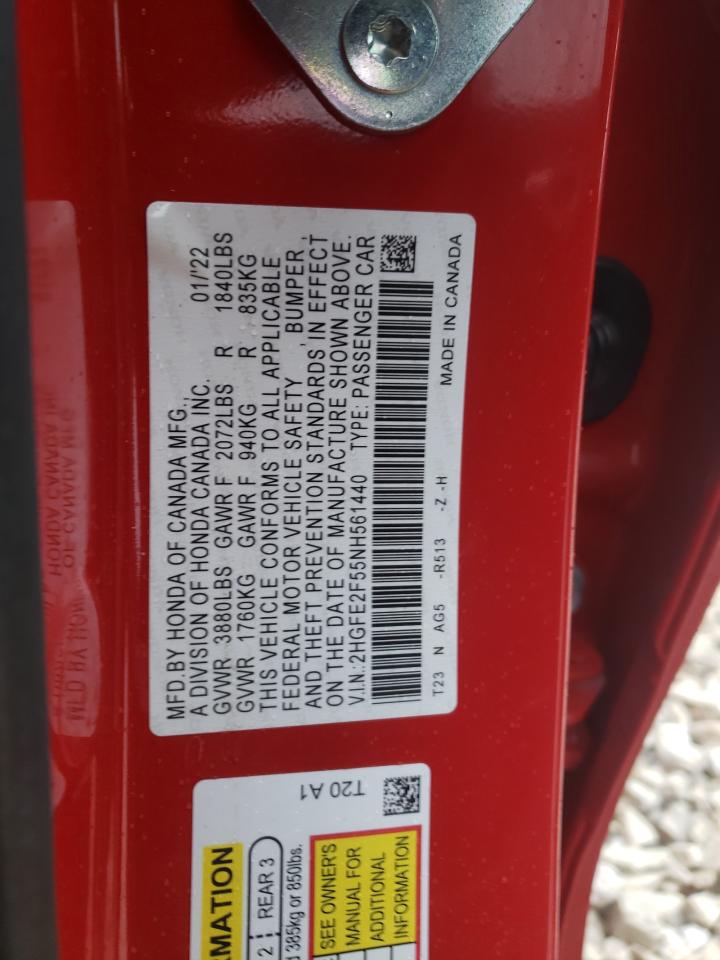 MFD.BY HONDA OF CANADA MFG.,
A DIVISION OF HONDA CANADA INC. 01/'22
GVWR 3880LBS GAWR F 2072LBS R 1840LBS
GVWR 1760KG GAWR F 940KG R 835KG
THIS VEHICLE CONFORMS TO ALL APPLICABLE
FEDERAL MOTOR VEHICLE SAFETY , BUMPER ,
AND THEFT PREVENTION STANDARDS IN EFFECT
ON THE DATE OF MANUFACTURE SHOWN ABOVE.
V.I.N.:2HGFE2F55NH561440 TYPE: PASSENGER CAR
T23 N AG5 -R513 -Z -H MADE IN CANADA
T20 A1
RMATION
2 REAR 3
d 385kg or 850lbs.
SEE OWNER'S
MANUAL FOR
ADDITIONAL
INFORMATION